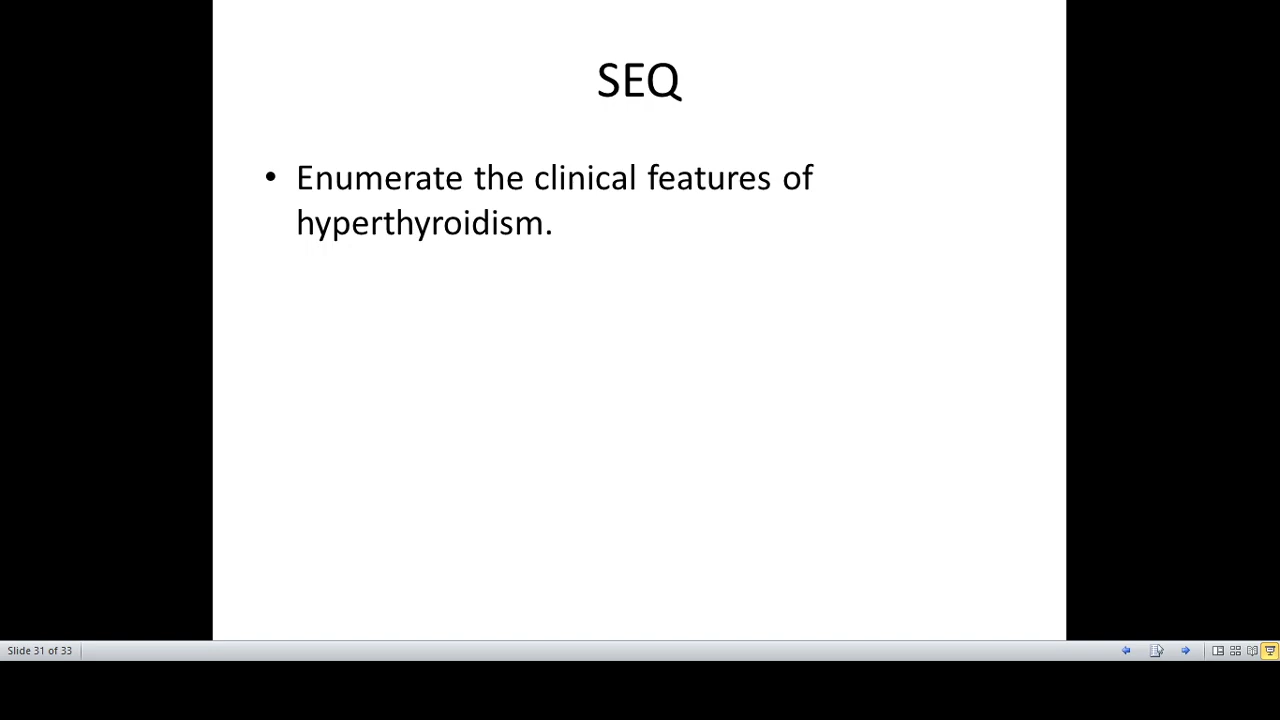 SEQ
• Enumerate the clinical features of
hyperthyroidism.
Slide 31 of 33